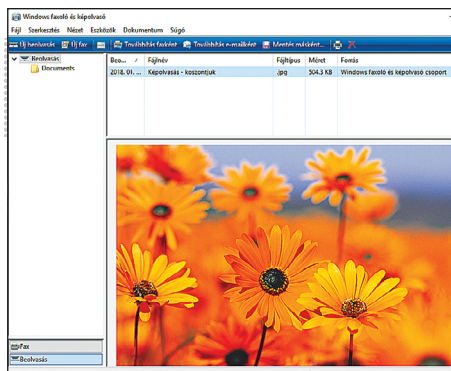 Windows faxoló és képolvasó
Fájl Szerkesztés Nézet Eszközök Dokumentum Súgó
Új beolvasás Új fax Továbbítás faxként Továbbítás e-mailként Mentés másként...
Beolvasás
Documents
Beo... Fájlnév Fájltípus Méret Forrás
2018. 01. ... Képolvasás - koszontjuk .jpg 504.3 KB Windows faxoló és képolvasó csoport
Fax
Beolvasás